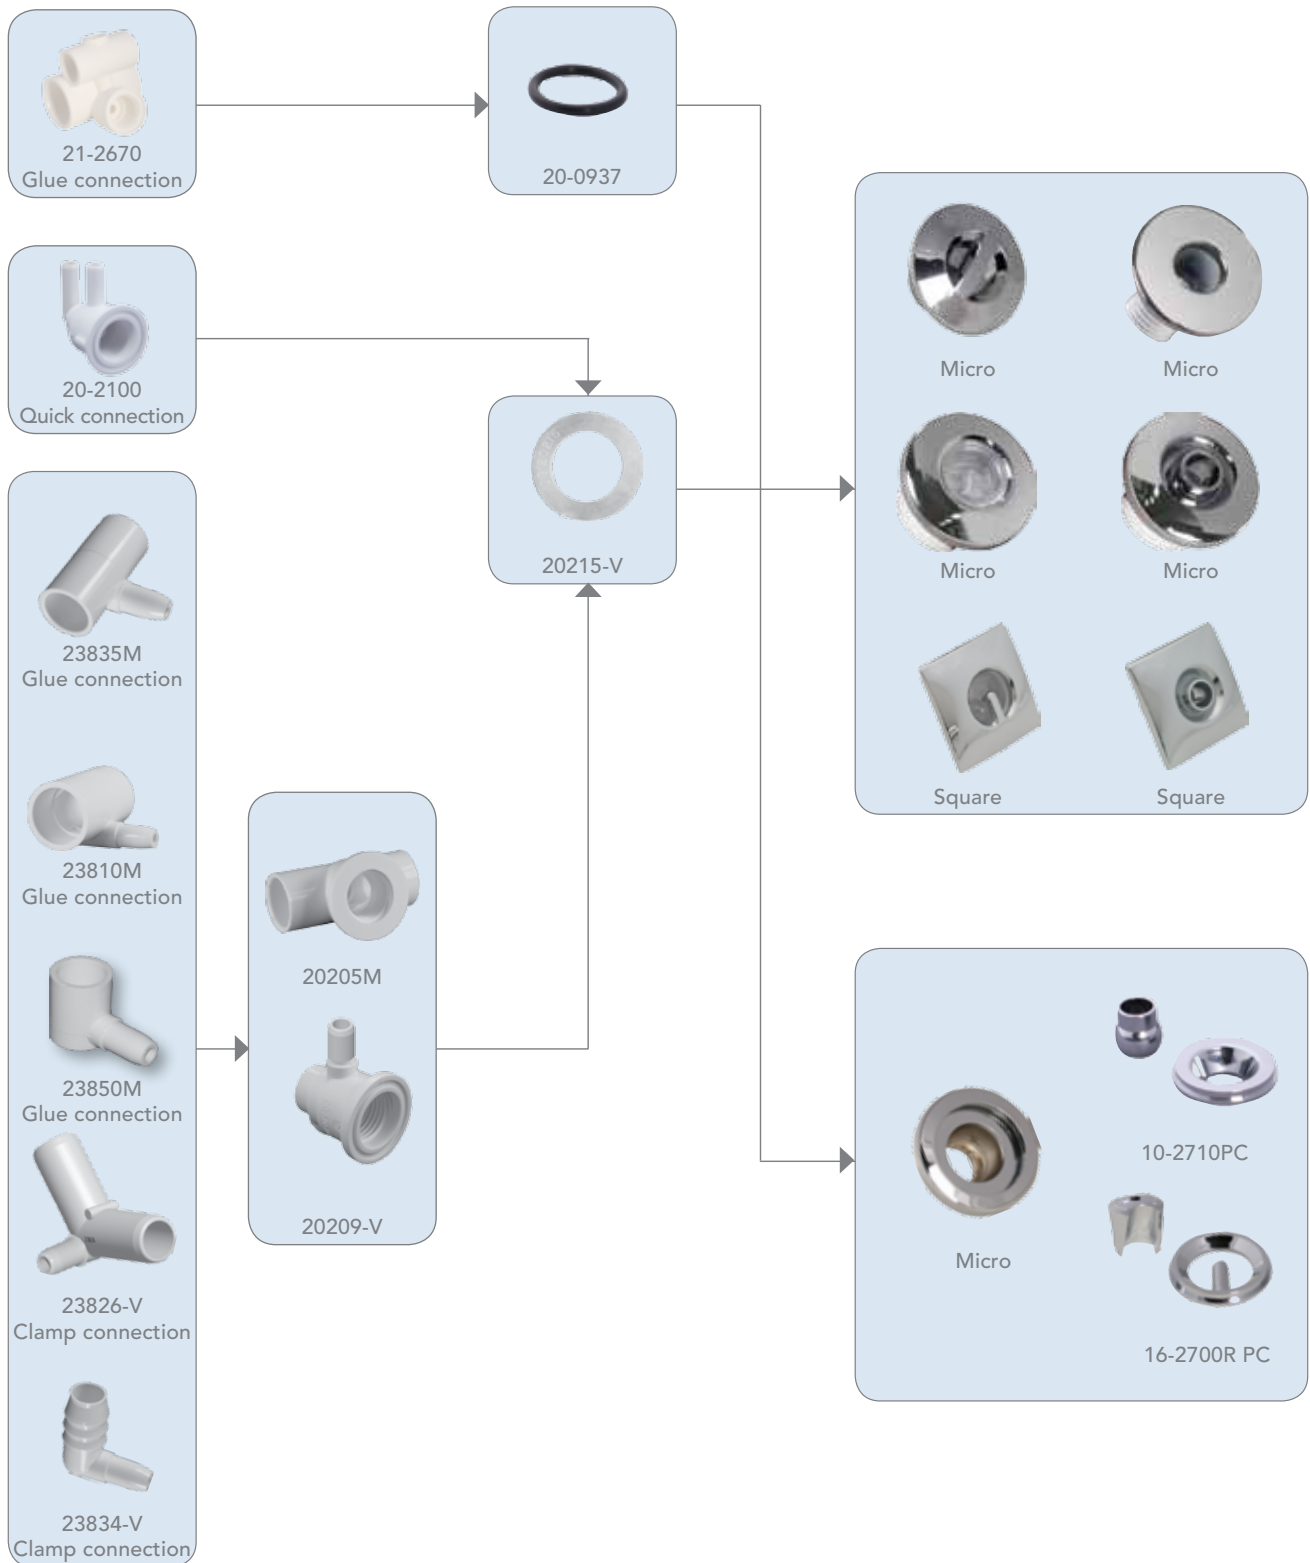 21-2670
Glue connection
20-0937
20-2100
Quick connection
20215-V
Micro
Micro
Micro
Micro
Square
Square
23835M
Glue connection
23810M
Glue connection
23850M
Glue connection
23826-V
Clamp connection
23834-V
Clamp connection
20205M
20209-V
Micro
10-2710PC
16-2700R PC